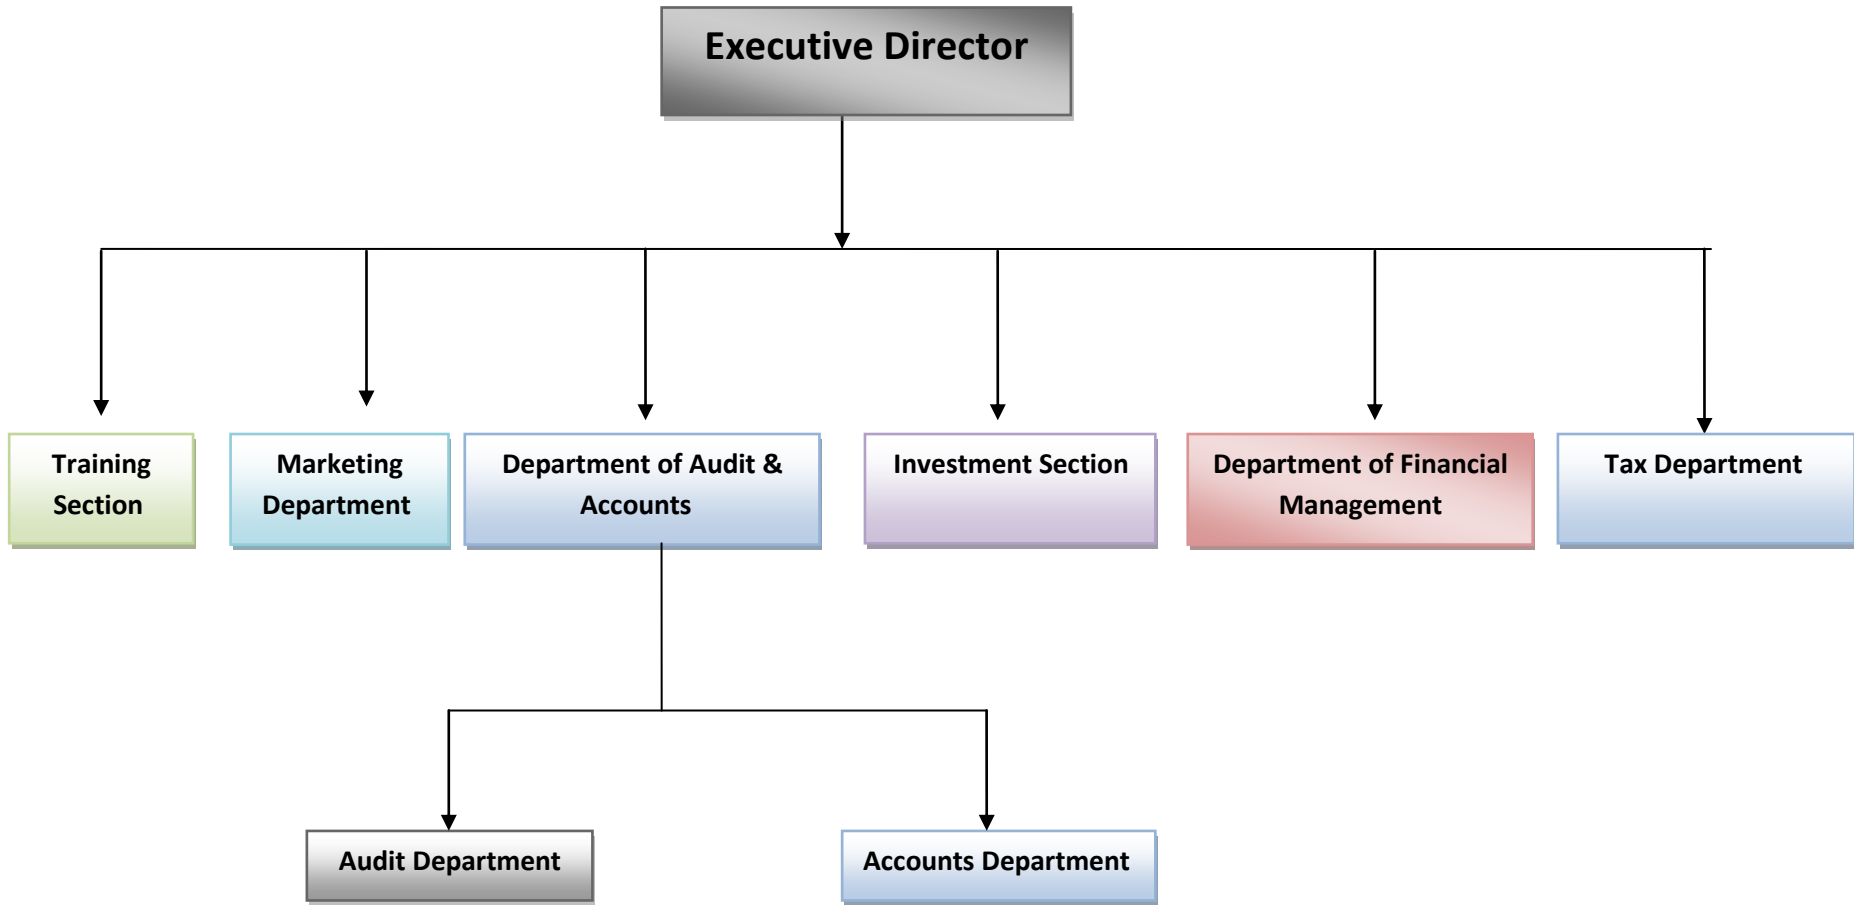 Executive Director
Training
Section
Marketing
Department
Department of Audit &
Accounts
Investment Section
Department of Financial
Management
Tax Department
Audit Department
Accounts Department